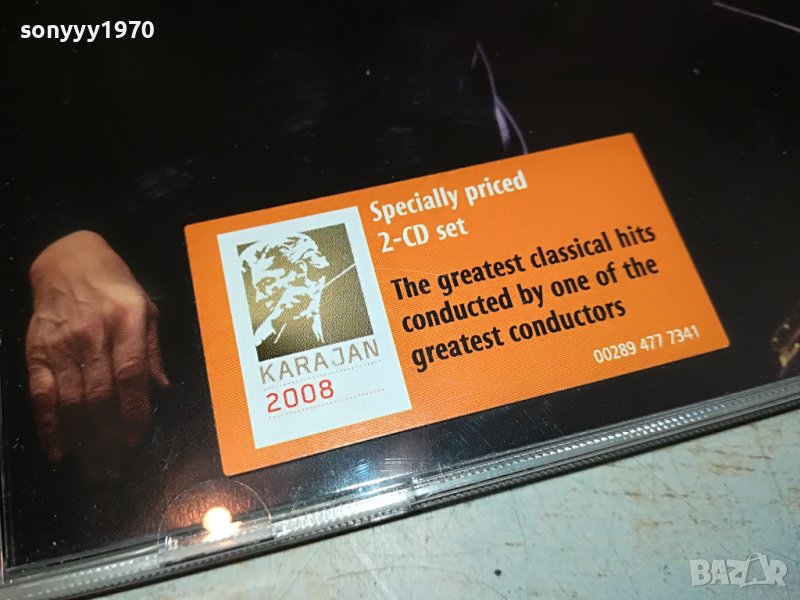 sonyyy1970
Specially priced
2-CD set
The greatest classical hits
conducted by one of the
greatest conductors
00289 477 7341
KARAJAN
2008
BAZAR